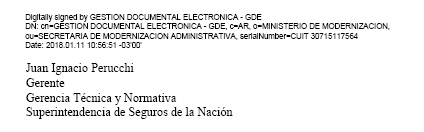 Digitally signed by GESTION DOCUMENTAL ELECTRONICA - GDE
DN: cn=GESTION DOCUMENTAL ELECTRONICA - GDE, c=AR, o=MINISTERIO DE MODERNIZACION,
ou=SECRETARIA DE MODERNIZACION ADMINISTRATIVA, serialNumber=CUIT 30715117564
Date: 2018.01.11 10:56:51 -03'00'
Juan Ignacio Perucchi
Gerente
Gerencia Técnica y Normativa
Superintendencia de Seguros de la Nación